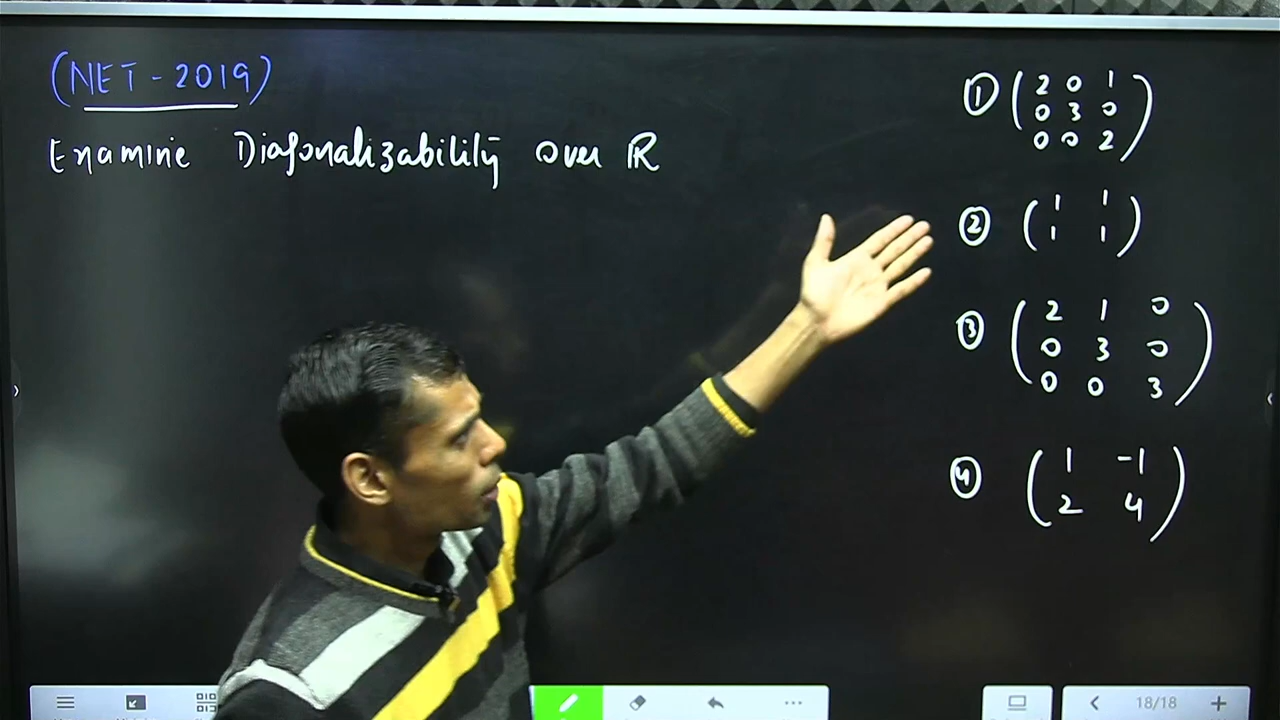 (NET - 2019)
Examine Diagonalizability over ℝ
① (2 0 1
0 3 0
0 0 2)
② (1 1
1 1)
③ (2 1 0
0 3 0
0 0 3)
④ (1 -1
2 4)
18/18